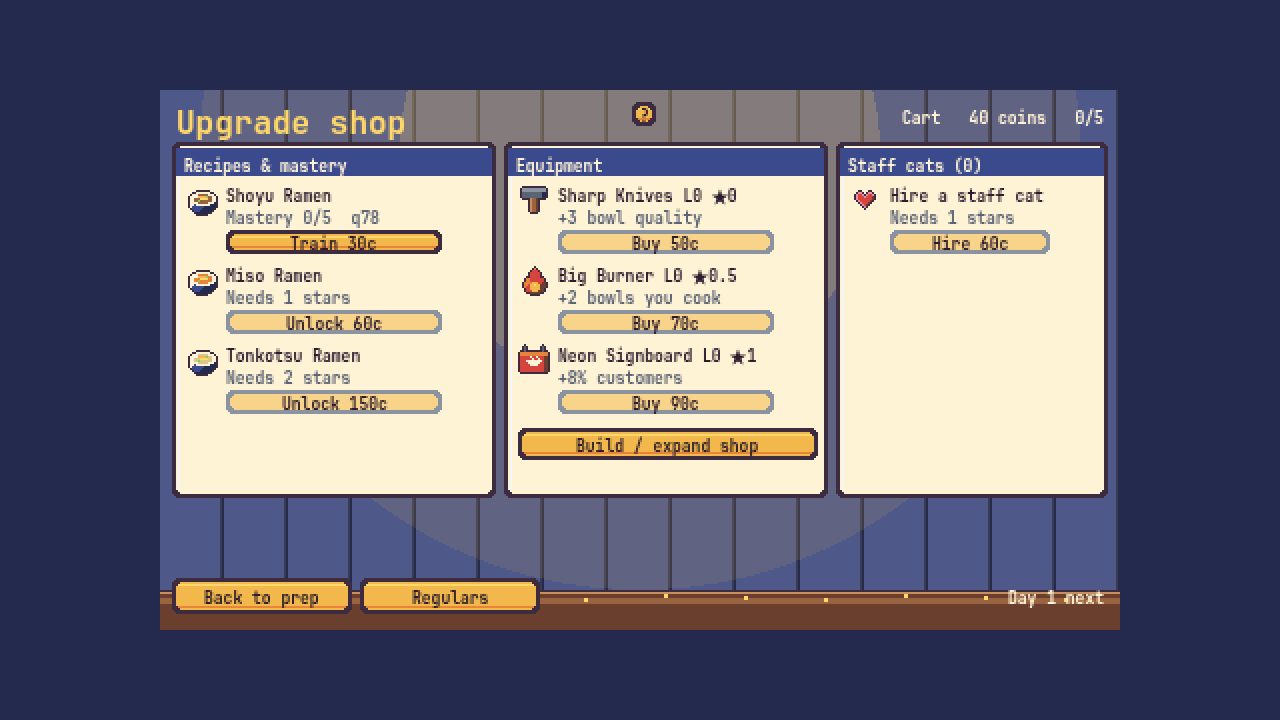 Upgrade shop
?
Cart 40 coins 0/5
Recipes & mastery
Shoyu Ramen
Mastery 0/5 q78
Train 30c
Miso Ramen
Needs 1 stars
Unlock 60c
Tonkotsu Ramen
Needs 2 stars
Unlock 150c
Equipment
Sharp Knives L0 ★0
+3 bowl quality
Buy 50c
Big Burner L0 ★0.5
+2 bowls you cook
Buy 70c
Neon Signboard L0 ★1
+8% customers
Buy 90c
Build / expand shop
Staff cats (0)
Hire a staff cat
Needs 1 stars
Hire 60c
Back to prep
Regulars
Day 1 next